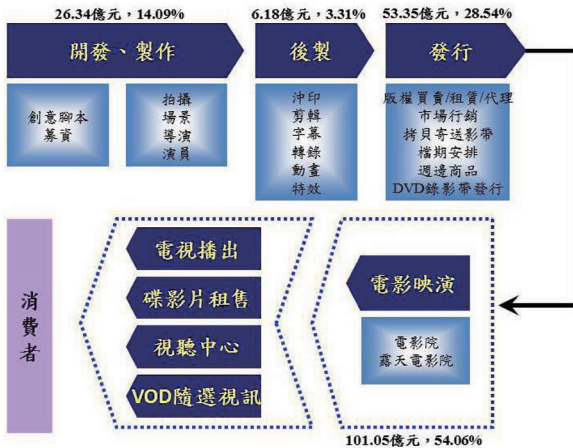 26.34億元，14.09%
6.18億元，3.31%
53.35億元，28.54%
開發、製作
後製
發行
創意腳本
募資
拍攝
場景
導演
演員
沖印
剪輯
字幕
轉錄
動畫
特效
版權買賣/租賃/代理
市場行銷
拷貝寄送影帶
檔期安排
週邊商品
DVD錄影帶發行
電影映演
電影院
露天電影院
101.05億元，54.06%
電視播出
碟影片租售
視聽中心
VOD隨選視訊
消費者